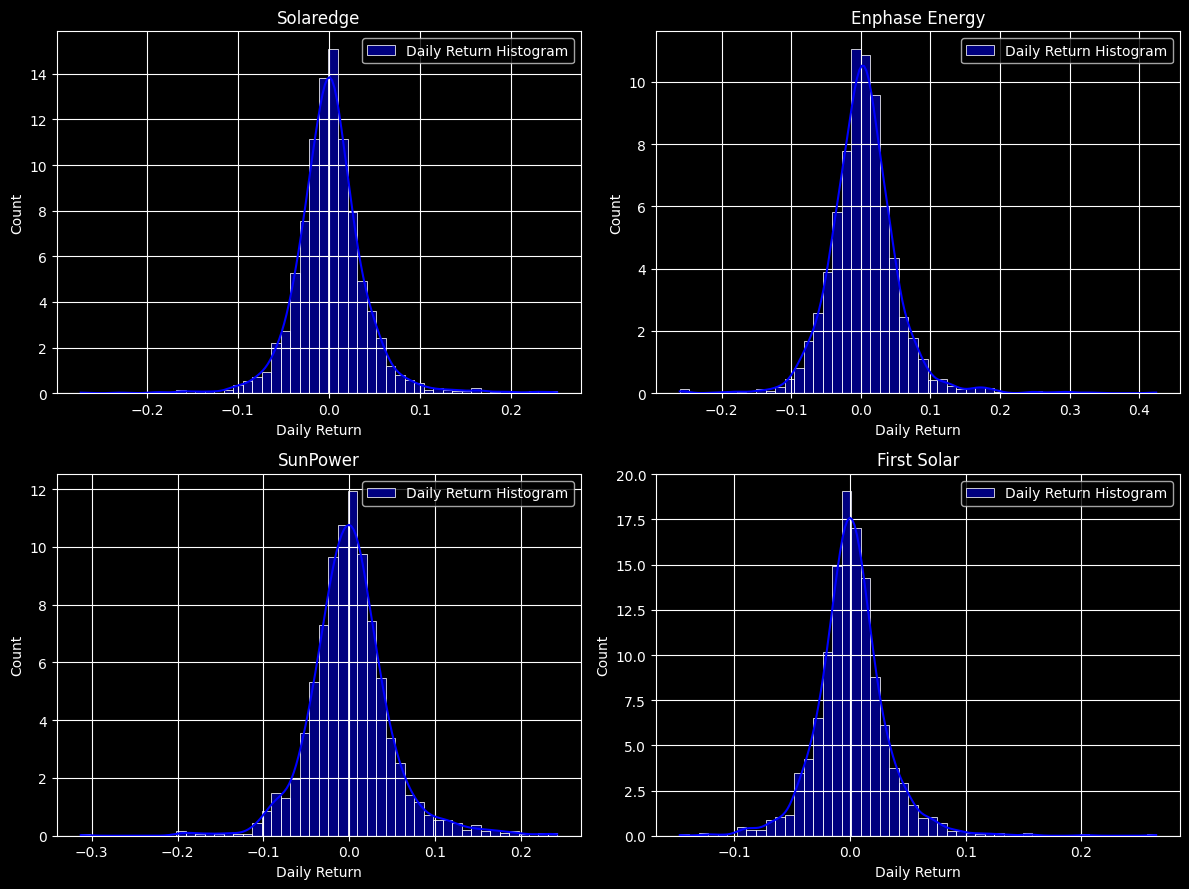 Solaredge
Daily Return Histogram
Count
14
12
10
8
6
4
2
0
−0.2 −0.1 0.0 0.1 0.2
Daily Return
Enphase Energy
Daily Return Histogram
Count
10
8
6
4
2
0
−0.2 −0.1 0.0 0.1 0.2 0.3 0.4
Daily Return
SunPower
Daily Return Histogram
Count
12
10
8
6
4
2
0
−0.3 −0.2 −0.1 0.0 0.1 0.2
Daily Return
First Solar
Daily Return Histogram
Count
20.0
17.5
15.0
12.5
10.0
7.5
5.0
2.5
0.0
−0.1 0.0 0.1 0.2
Daily Return